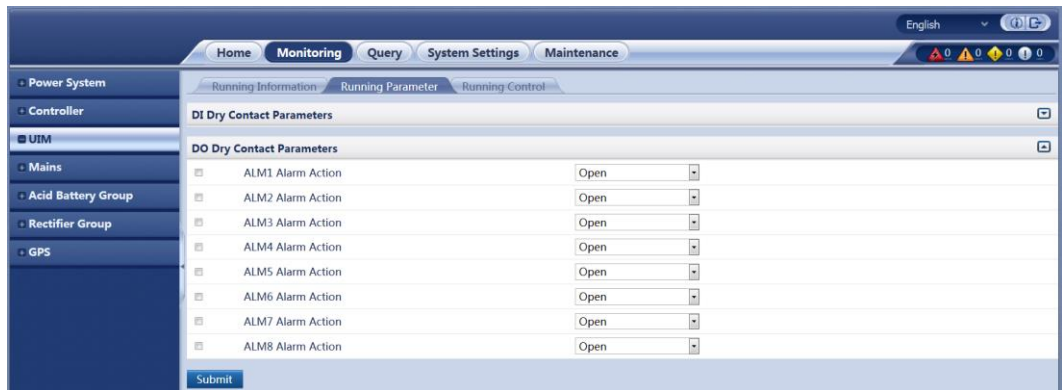 English
Home Monitoring Query System Settings Maintenance
0 0 0 0
Power System
Controller
UIM
Mains
Acid Battery Group
Rectifier Group
GPS
Running Information Running Parameter Running Control
DI Dry Contact Parameters
DO Dry Contact Parameters
ALM1 Alarm Action Open
ALM2 Alarm Action Open
ALM3 Alarm Action Open
ALM4 Alarm Action Open
ALM5 Alarm Action Open
ALM6 Alarm Action Open
ALM7 Alarm Action Open
ALM8 Alarm Action Open
Submit